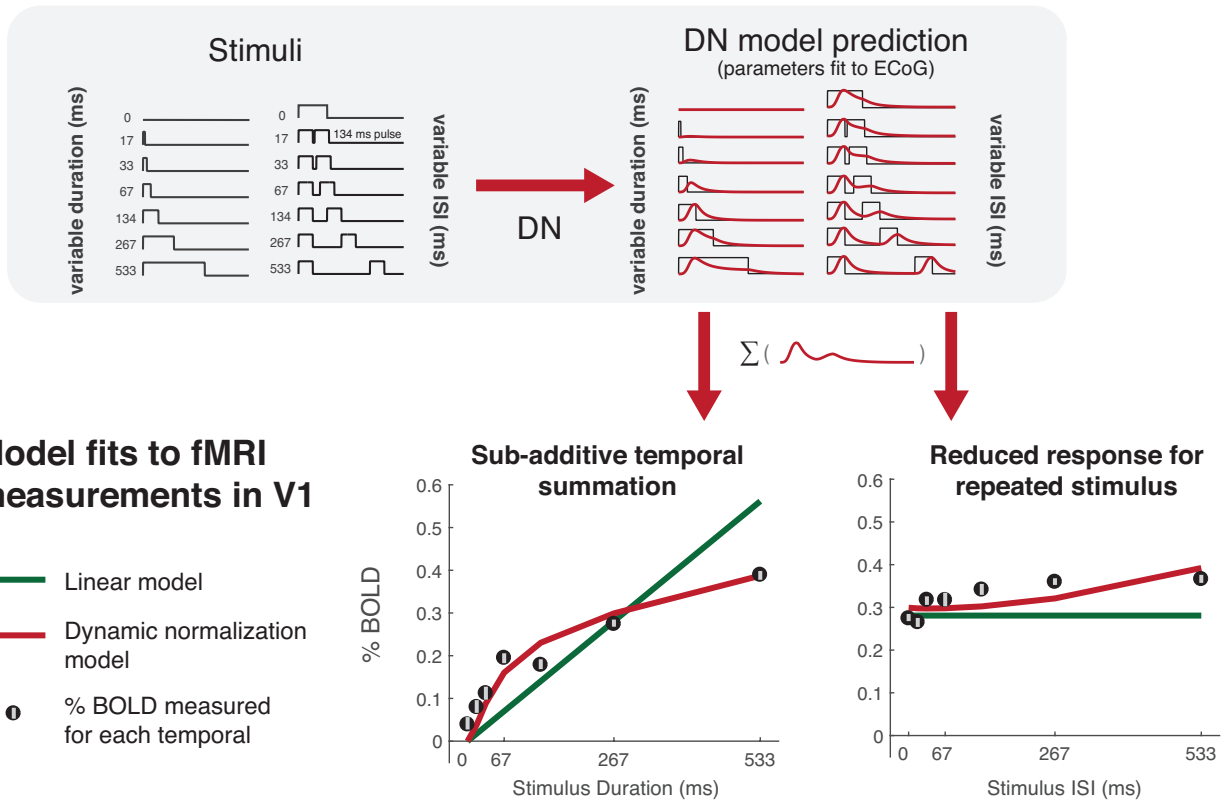 Stimuli
variable duration (ms)
0
17
33
67
134
267
533
0
17
134 ms pulse
33
67
134
267
533
variable ISI (ms)
DN
DN model prediction
(parameters fit to ECoG)
variable duration (ms)
variable ISI (ms)
∑( )
odel fits to fMRI
neasurements in V1
Linear model
Dynamic normalization
model
% BOLD measured
for each temporal
Sub-additive temporal
summation
% BOLD
0.6
0.5
0.4
0.3
0.2
0.1
0
0 67 267 533
Stimulus Duration (ms)
Reduced response for
repeated stimulus
0.6
0.5
0.4
0.3
0.2
0.1
0
0 67 267 533
Stimulus ISI (ms)